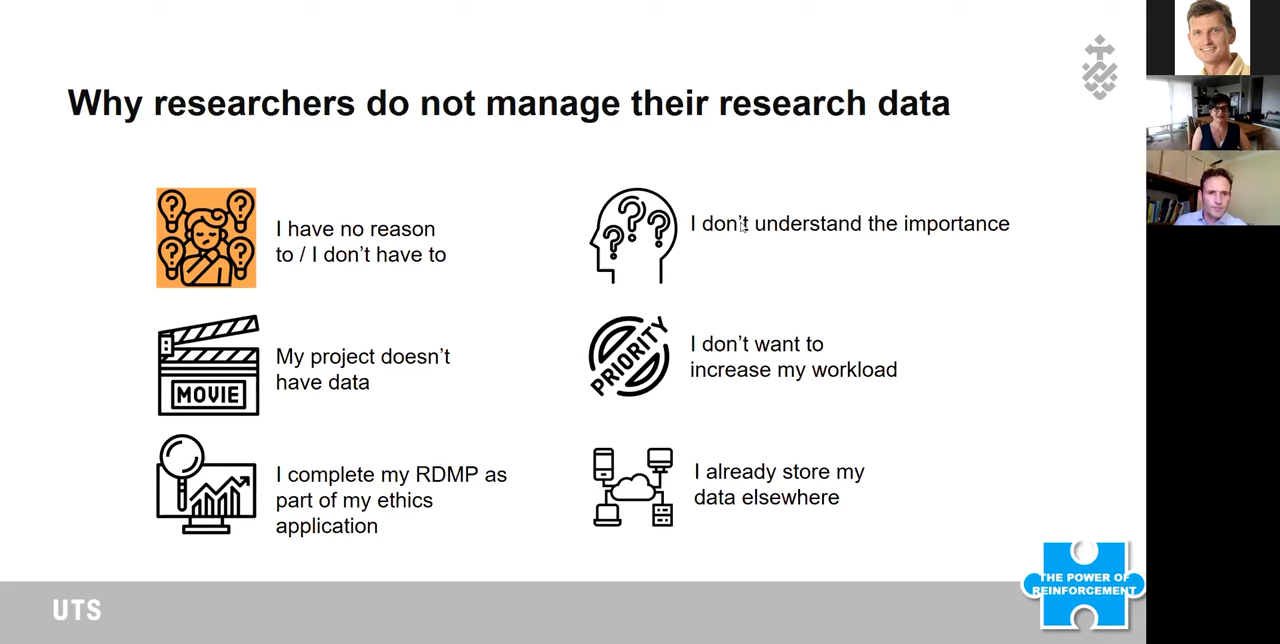 Why researchers do not manage their research data
I have no reason
to / I don't have to
I don't understand the importance
My project doesn't
have data
MOVIE
I don't want to
increase my workload
PRIORITY
I complete my RDMP as
part of my ethics
application
I already store my
data elsewhere
THE POWER OF
REINFORCEMENT
UTS